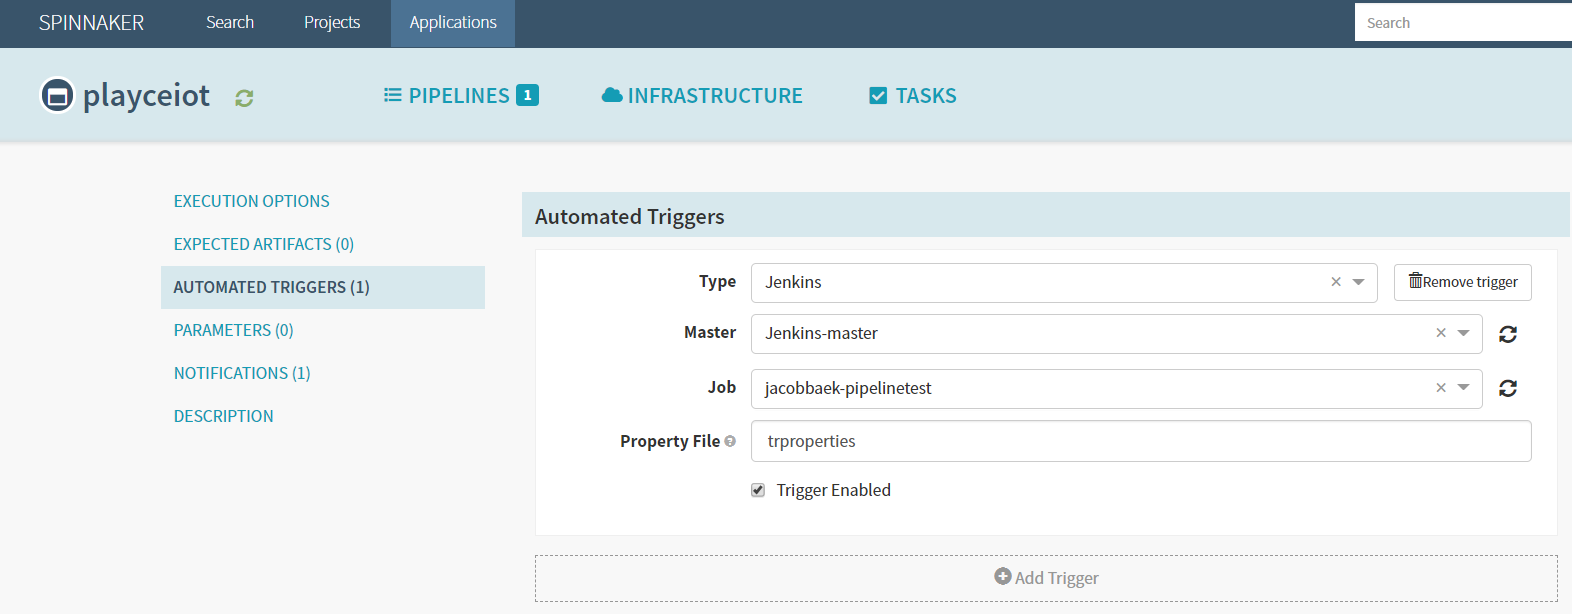 SPINNAKER Search Projects Applications Search
playceiot PIPELINES 1 INFRASTRUCTURE TASKS
EXECUTION OPTIONS
EXPECTED ARTIFACTS (0)
AUTOMATED TRIGGERS (1)
PARAMETERS (0)
NOTIFICATIONS (1)
DESCRIPTION
Automated Triggers
Type Jenkins × Remove trigger
Master Jenkins-master ×
Job jacobbaek-pipelinetest ×
Property File ? trproperties
Trigger Enabled
Add Trigger